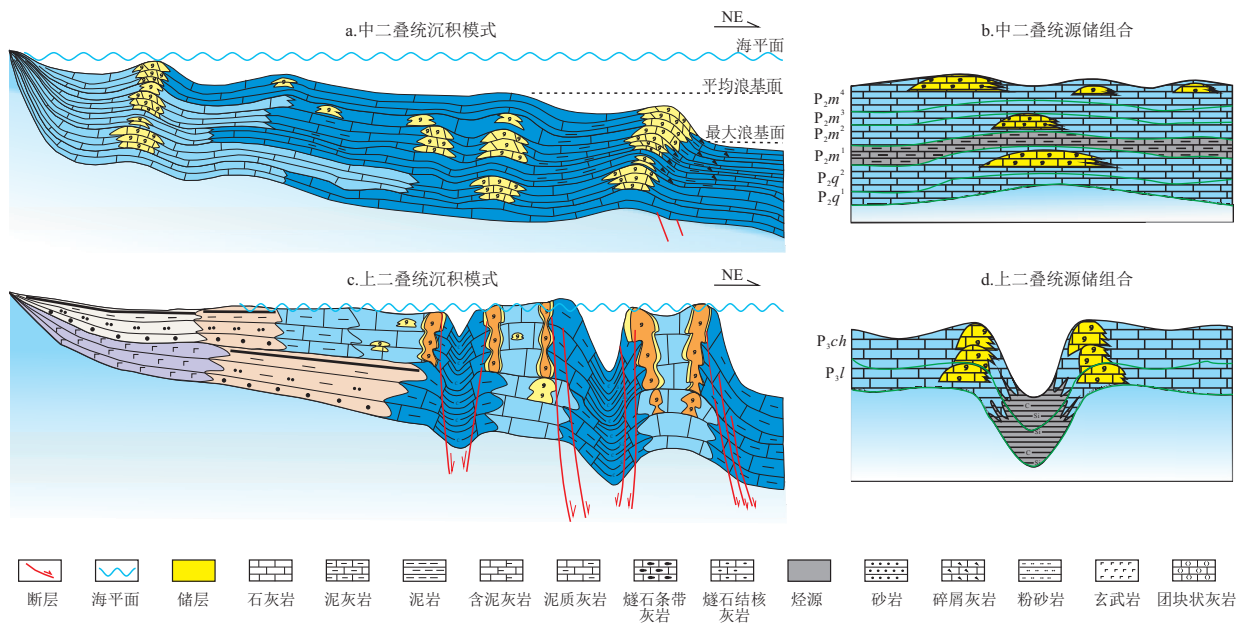 a.中二叠统沉积模式
NE
海平面
平均浪基面
最大浪基面
b.中二叠统源储组合
P₂m⁴
P₂m³
P₂m²
P₂m¹
P₂q²
P₂q¹
c.上二叠统沉积模式
NE
d.上二叠统源储组合
P₃ch
P₃l
C
Si
Si
C
断层
海平面
储层
石灰岩
泥灰岩
泥岩
含泥灰岩
泥质灰岩
燧石条带
灰岩
燧石结核
灰岩
烃源
砂岩
碎屑灰岩
粉砂岩
玄武岩
团块状灰岩